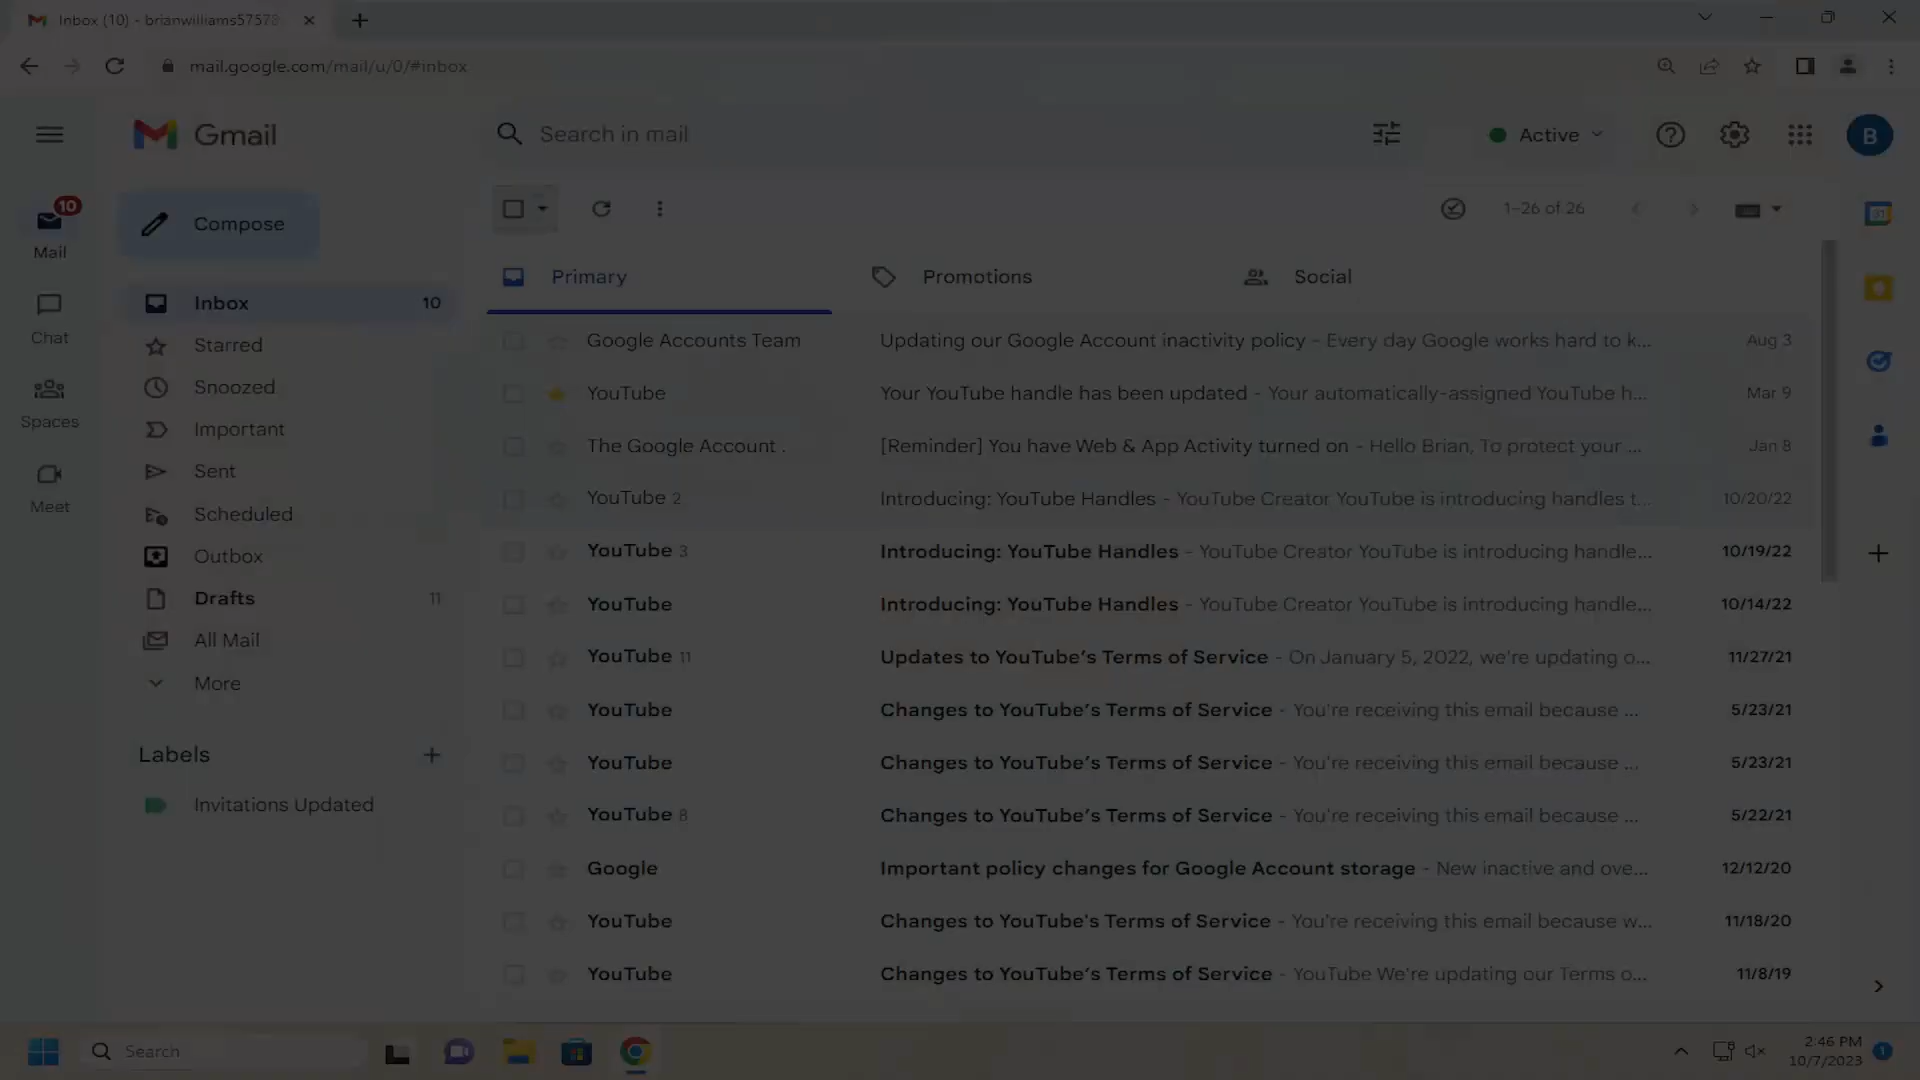 Inbox (10) - brianwilliams57578
mail.google.com/mail/u/0/#inbox
Gmail
Search in mail
Active
B
10
Mail
Compose
1–26 of 26
Primary
Promotions
Social
Inbox 10
Chat
Starred
Snoozed
Spaces
Important
Sent
Meet
Scheduled
Outbox
Drafts 11
All Mail
More
Labels
Invitations Updated
Google Accounts Team Updating our Google Account inactivity policy - Every day Google works hard to k... Aug 3
YouTube Your YouTube handle has been updated - Your automatically-assigned YouTube h... Mar 9
The Google Account . [Reminder] You have Web & App Activity turned on - Hello Brian, To protect your ... Jan 8
YouTube 2 Introducing: YouTube Handles - YouTube Creator YouTube is introducing handles t... 10/20/22
YouTube 3 Introducing: YouTube Handles - YouTube Creator YouTube is introducing handle... 10/19/22
YouTube Introducing: YouTube Handles - YouTube Creator YouTube is introducing handle... 10/14/22
YouTube 11 Updates to YouTube's Terms of Service - On January 5, 2022, we're updating o... 11/27/21
YouTube Changes to YouTube's Terms of Service - You're receiving this email because ... 5/23/21
YouTube Changes to YouTube's Terms of Service - You're receiving this email because ... 5/23/21
YouTube 8 Changes to YouTube's Terms of Service - You're receiving this email because ... 5/22/21
Google Important policy changes for Google Account storage - New inactive and ove... 12/12/20
YouTube Changes to YouTube's Terms of Service - You're receiving this email because w... 11/18/20
YouTube Changes to YouTube's Terms of Service - YouTube We're updating our Terms o... 11/8/19
31
Search
2:46 PM
10/7/2023
1